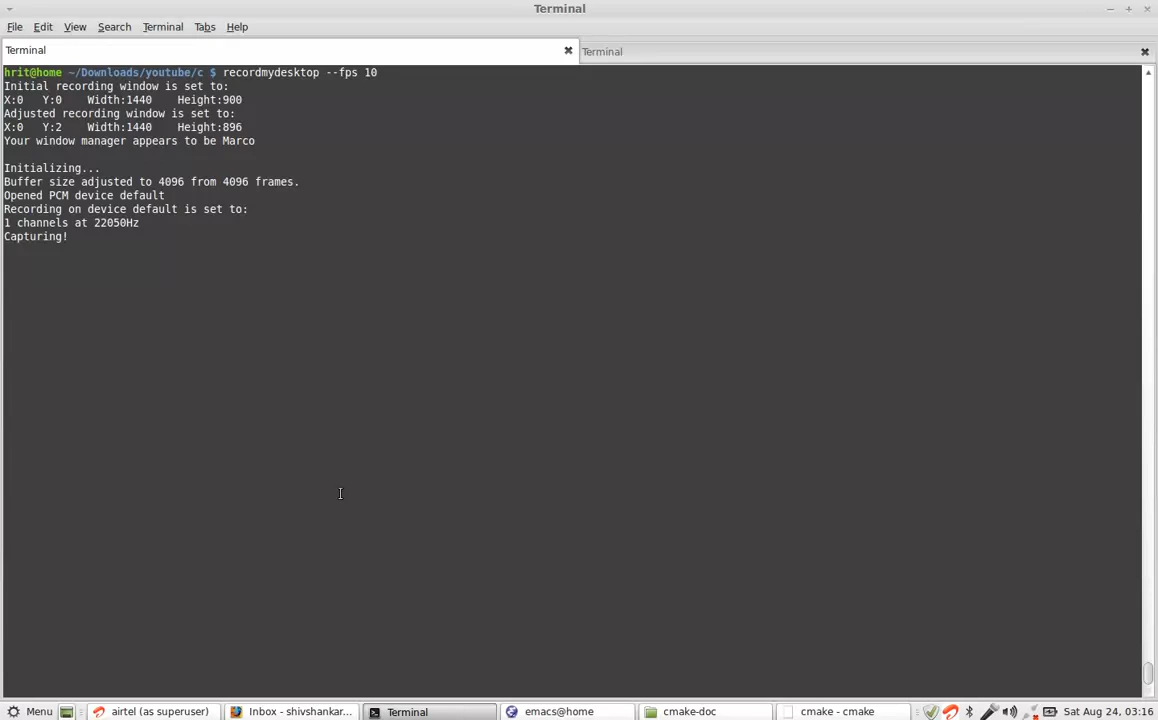 Terminal
File Edit View Search Terminal Tabs Help
Terminal
Terminal
hrit@home ~/Downloads/youtube/c $ recordmydesktop --fps 10
Initial recording window is set to:
X:0 Y:0 Width:1440 Height:900
Adjusted recording window is set to:
X:0 Y:2 Width:1440 Height:896
Your window manager appears to be Marco
Initializing...
Buffer size adjusted to 4096 from 4096 frames.
Opened PCM device default
Recording on device default is set to:
1 channels at 22050Hz
Capturing!
Menu airtel (as superuser) Inbox - shivshankar... Terminal emacs@home cmake-doc cmake - cmake Sat Aug 24, 03:16